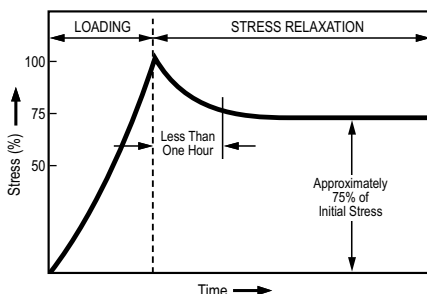 LOADING
STRESS RELAXATION
100
75
50
Stress (%)
Less Than
One Hour
Approximately
75% of
Initial Stress
Time